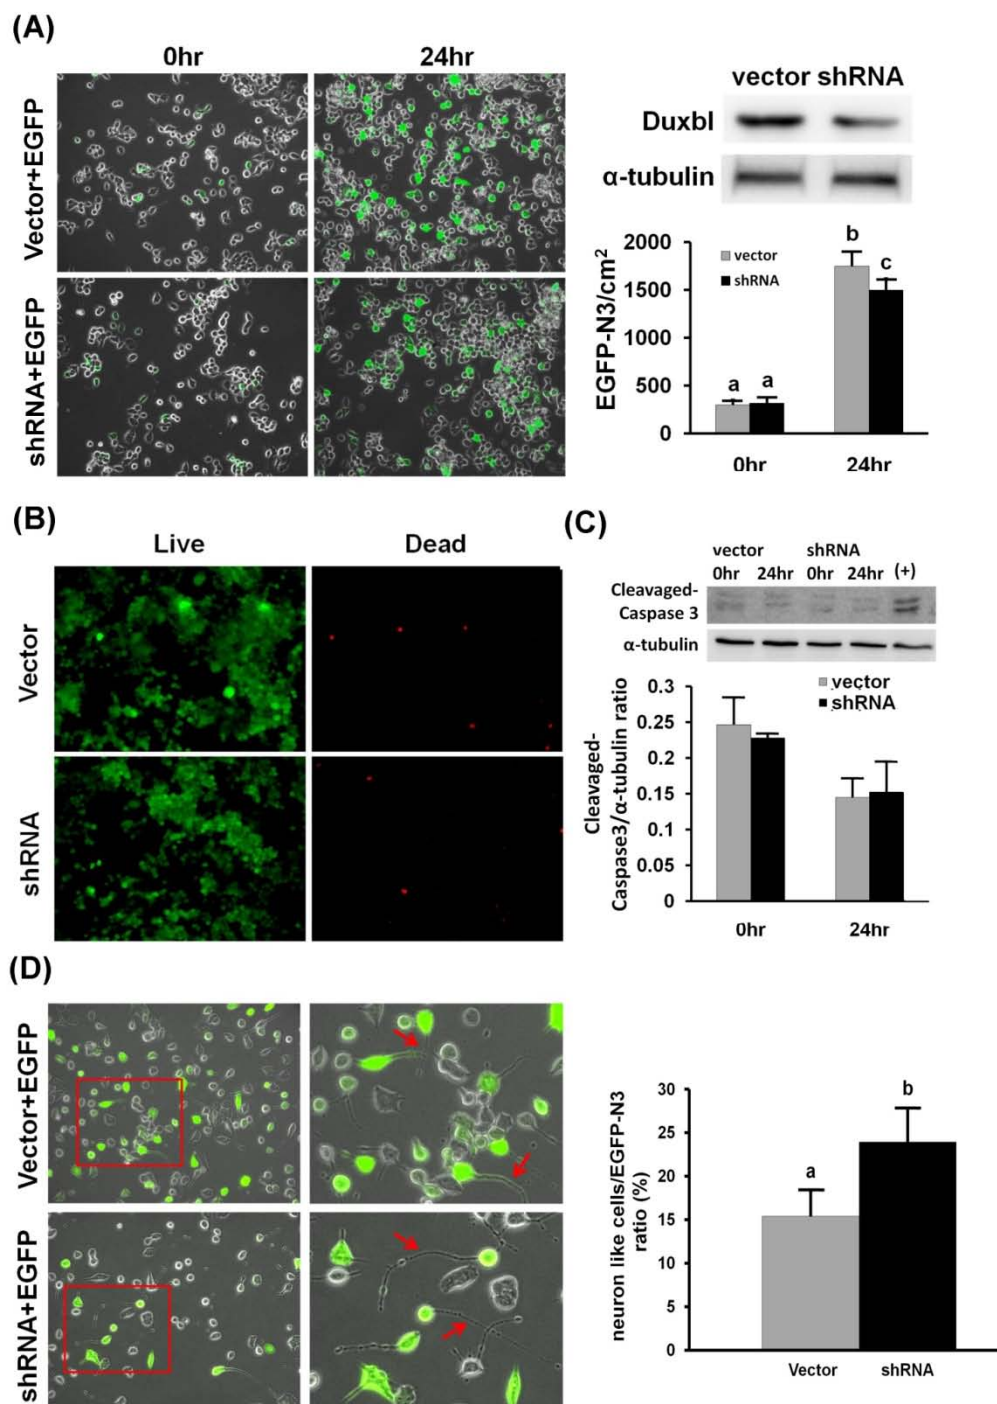 (A)
0hr
24hr
Vector+EGFP
shRNA+EGFP
vector shRNA
Duxbl
α-tubulin
EGFP-N3/cm2
2000
1500
1000
500
0
vector
shRNA
a
a
b
c
0hr
24hr
(B)
Live
Dead
Vector
shRNA
(C)
vector
shRNA
0hr
24hr
0hr
24hr
(+)
Cleavaged-
Caspase 3
α-tubulin
vector
shRNA
Cleavaged-
Caspase3/α-tubulin ratio
0.3
0.25
0.2
0.15
0.1
0.05
0
0hr
24hr
(D)
Vector+EGFP
shRNA+EGFP
neuron like cells/EGFP-N3
ratio (%)
30
25
20
15
10
5
0
a
b
Vector
shRNA